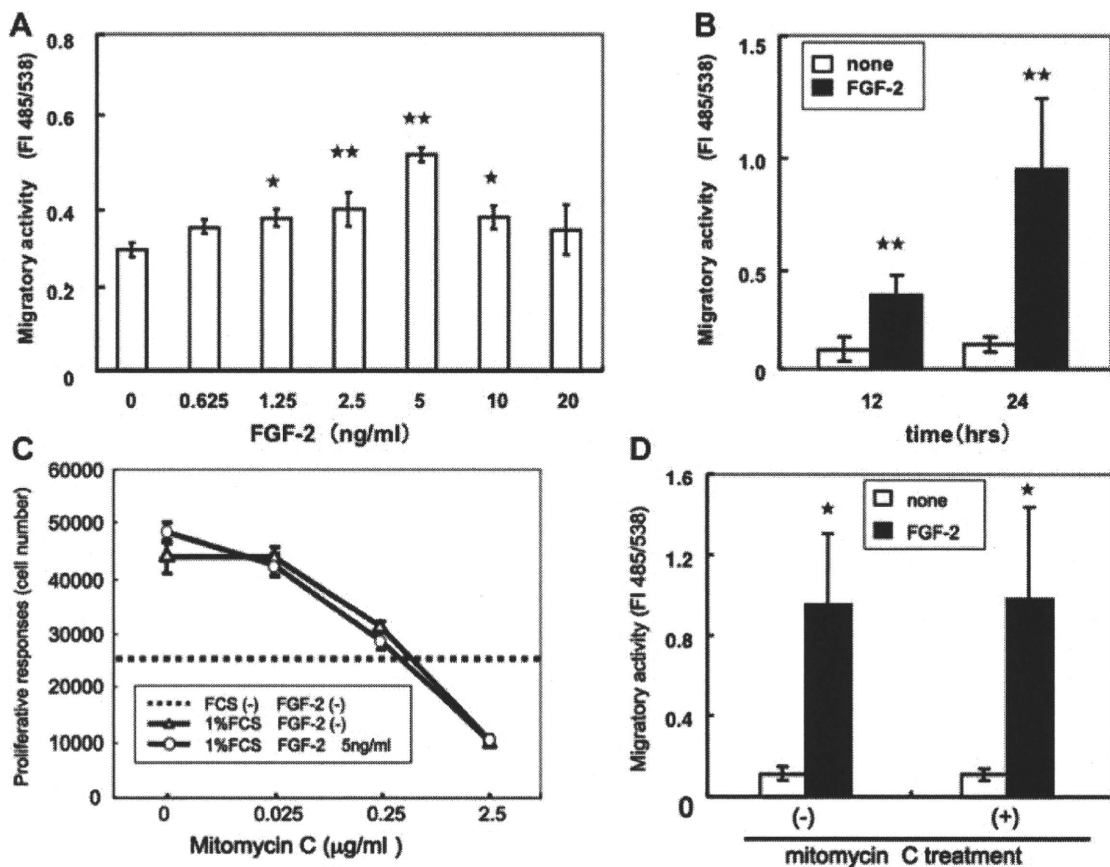 A
Migratory activity (FI 485/538)
0.8
0.6
0.4
0.2
0
★
★★
★★
★
0 0.625 1.25 2.5 5 10 20
FGF-2 (ng/ml)
B
Migratory activity (FI 485/538)
1.5
1.0
0.5
0
none
FGF-2
★★
★★
12 24
time(hrs)
C
Proliferative responses (cell number)
60000
50000
40000
30000
20000
10000
0
FCS (-) FGF-2 (-)
1%FCS FGF-2 (-)
1%FCS FGF-2 5ng/ml
0 0.025 0.25 2.5
Mitomycin C (μg/ml )
D
Migratory activity (FI 485/538)
1.6
1.2
0.8
0.4
0
none
FGF-2
★
★
(-) (+)
mitomycin C treatment